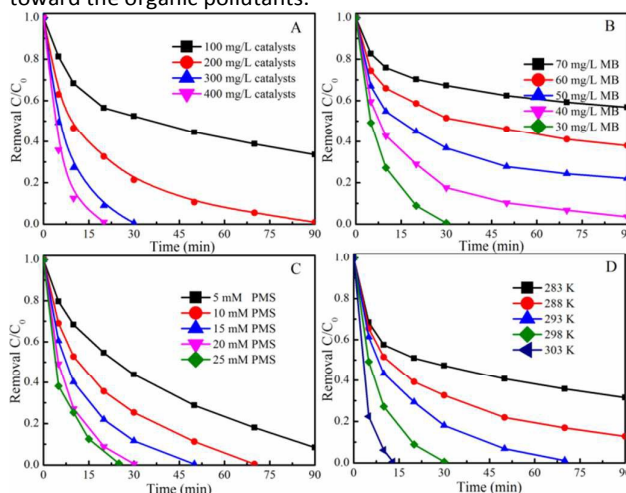 toward the organic pollutants.
A
100 mg/L catalysts
200 mg/L catalysts
300 mg/L catalysts
400 mg/L catalysts
Removal C/C0
1.0
0.8
0.6
0.4
0.2
0.0
0 15 30 45 60 75 90
Time (min)
B
70 mg/L MB
60 mg/L MB
50 mg/L MB
40 mg/L MB
30 mg/L MB
Removal C/C0
1.0
0.8
0.6
0.4
0.2
0.0
0 15 30 45 60 75 90
Time (min)
C
5 mM PMS
10 mM PMS
15 mM PMS
20 mM PMS
25 mM PMS
Removal C/C0
1.0
0.8
0.6
0.4
0.2
0.0
0 15 30 45 60 75 90
Time (min)
D
283 K
288 K
293 K
298 K
303 K
Removal C/C0
1.0
0.8
0.6
0.4
0.2
0.0
0 15 30 45 60 75 90
Time (min)